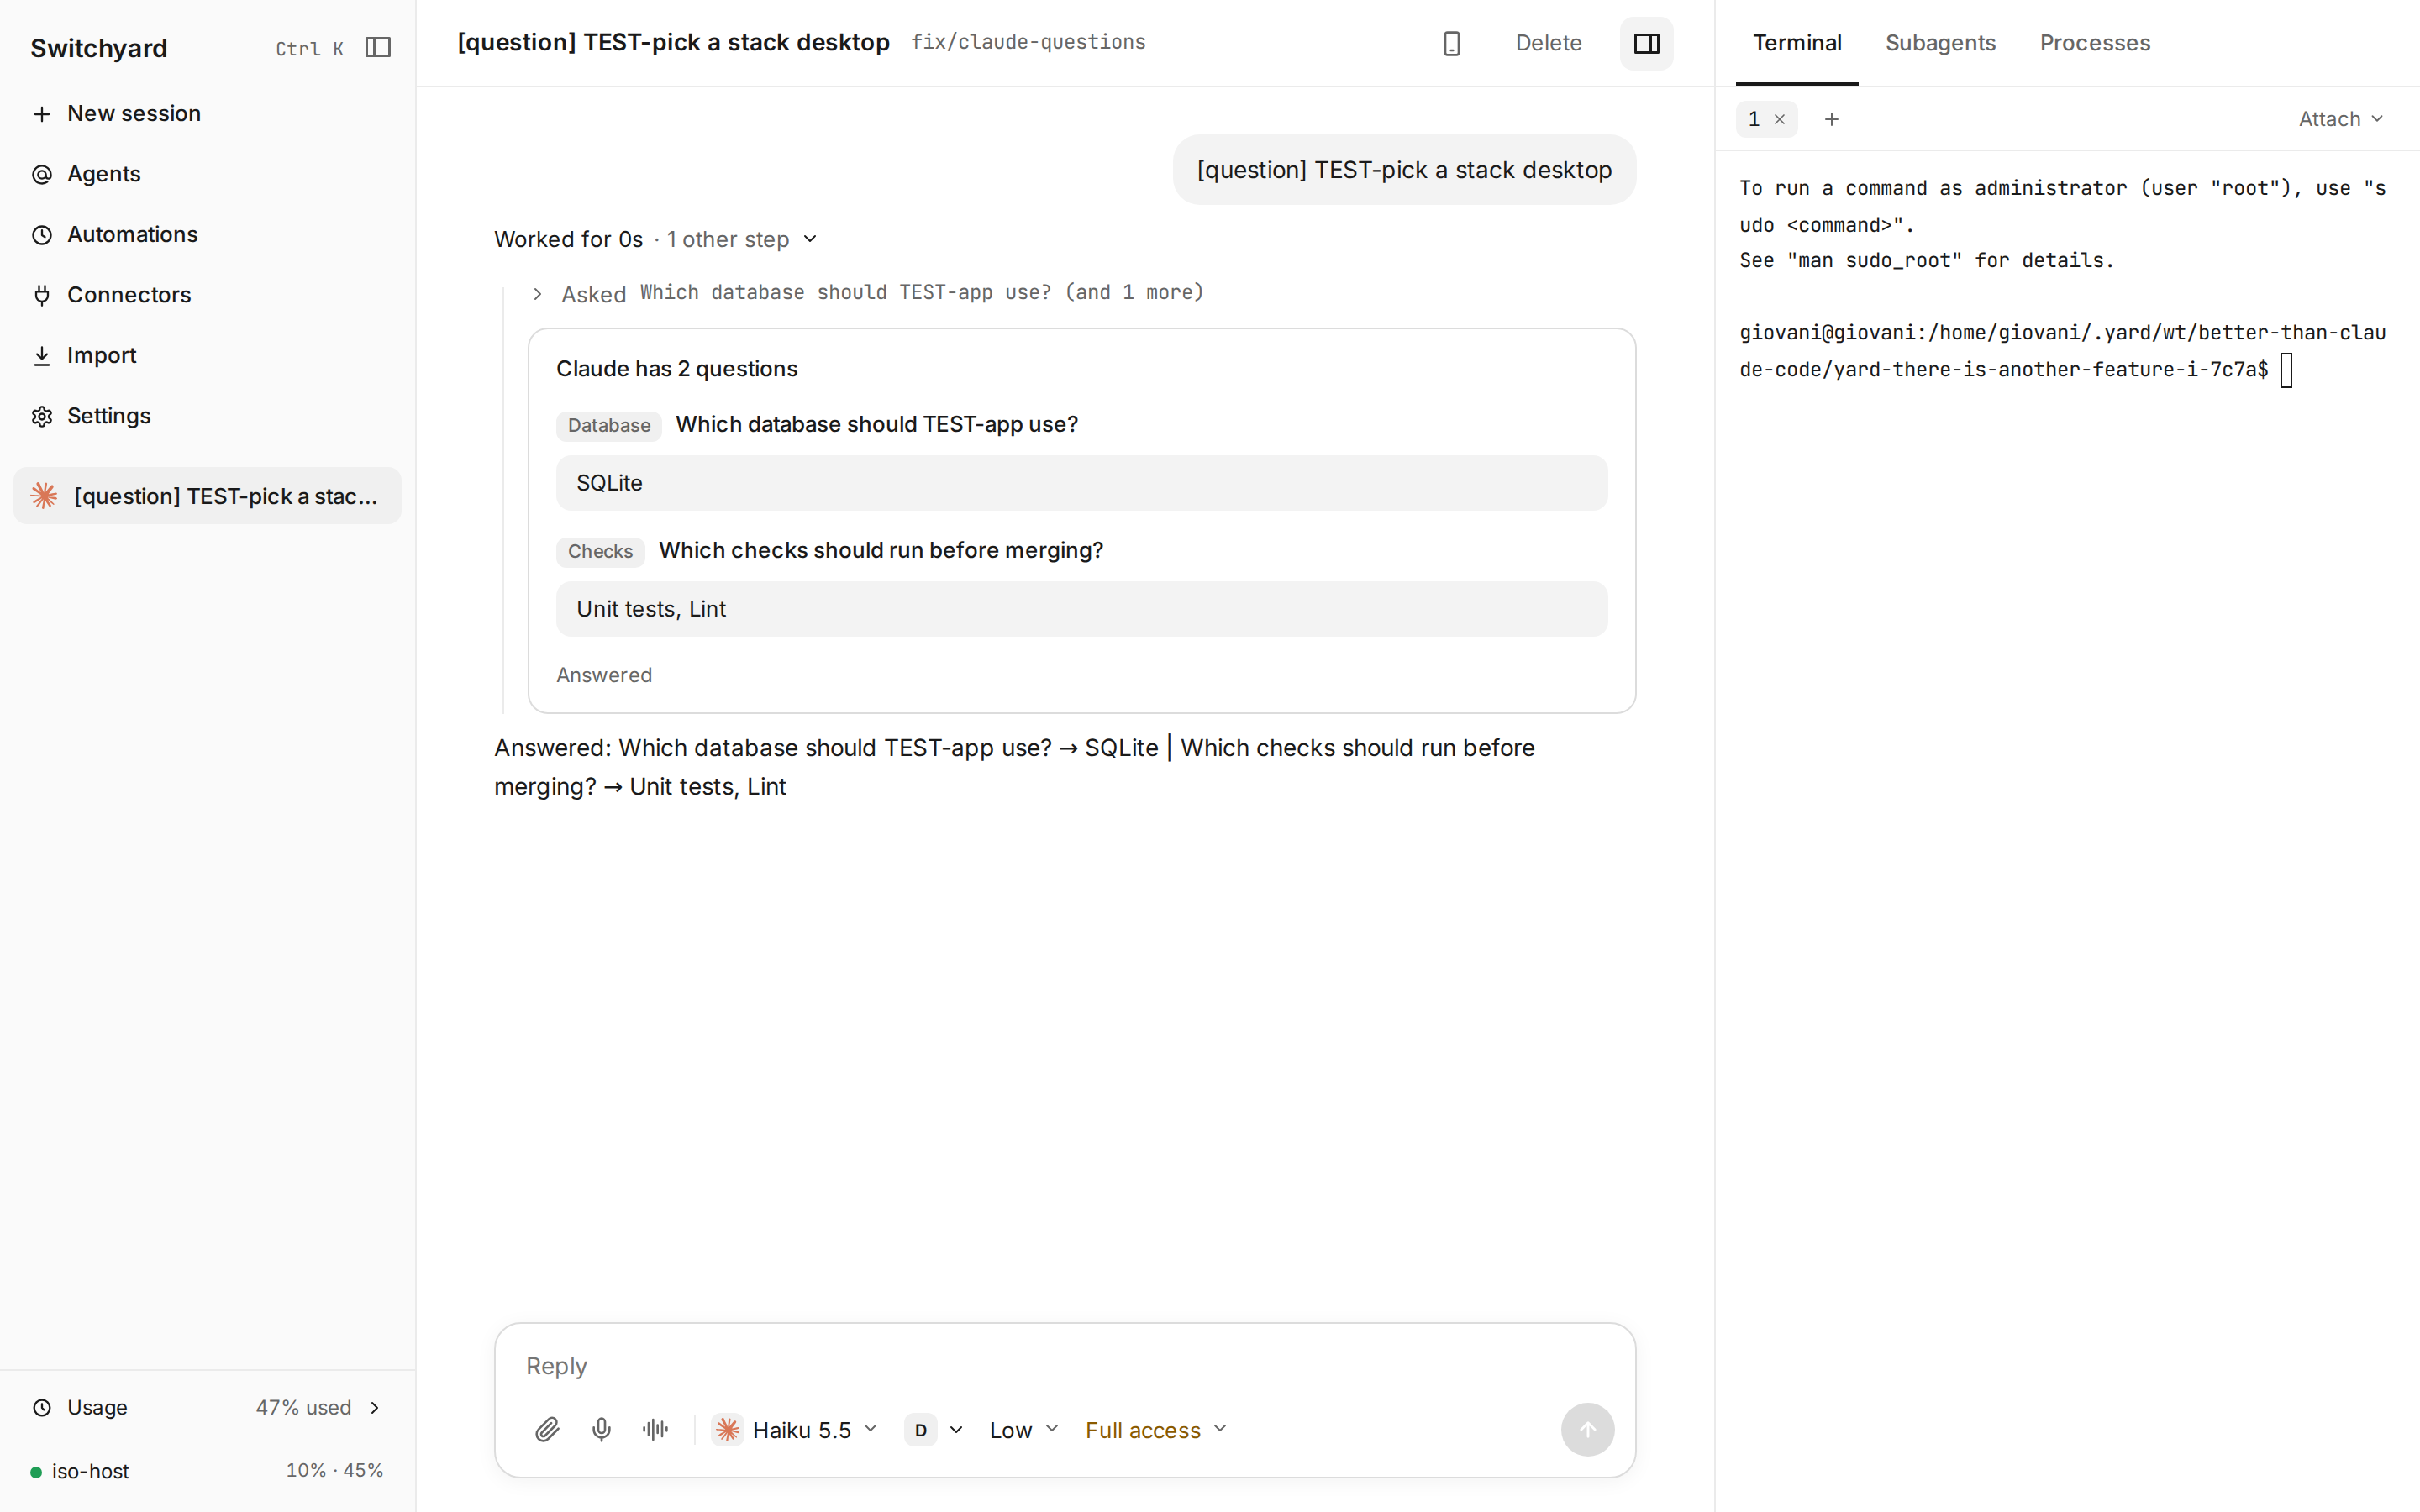 Switchyard
Ctrl K
New session
Agents
Automations
Connectors
Import
Settings
[question] TEST-pick a stac...
Usage
47% used
iso-host
10% · 45%
[question] TEST-pick a stack desktop
fix/claude-questions
Delete
[question] TEST-pick a stack desktop
Worked for 0s · 1 other step
Asked Which database should TEST-app use? (and 1 more)
Claude has 2 questions
Database Which database should TEST-app use?
SQLite
Checks Which checks should run before merging?
Unit tests, Lint
Answered
Answered: Which database should TEST-app use? → SQLite | Which checks should run before
merging? → Unit tests, Lint
Reply
Haiku 5.5
D
Low
Full access
Terminal
Subagents
Processes
1
Attach
To run a command as administrator (user "root"), use "s
udo <command>".
See "man sudo_root" for details.
giovani@giovani:/home/giovani/.yard/wt/better-than-clau
de-code/yard-there-is-another-feature-i-7c7a$